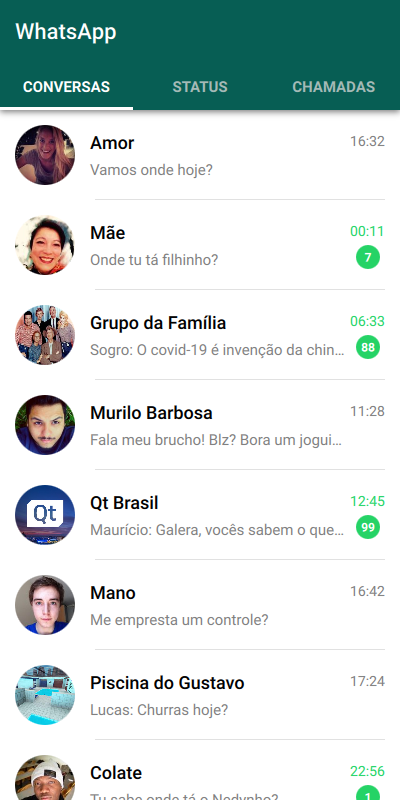 WhatsApp
CONVERSAS STATUS CHAMADAS
Amor 16:32
Vamos onde hoje?
Mãe 00:11
Onde tu tá filhinho? 7
Grupo da Família 06:33
Sogro: O covid-19 é invenção da chin... 88
Murilo Barbosa 11:28
Fala meu brucho! Blz? Bora um jogui...
Qt
Qt Brasil 12:45
Maurício: Galera, vocês sabem o que... 99
Mano 16:42
Me empresta um controle?
Piscina do Gustavo 17:24
Lucas: Churras hoje?
Colate 22:56
Tu sabe onde tá o Nedynho? 1